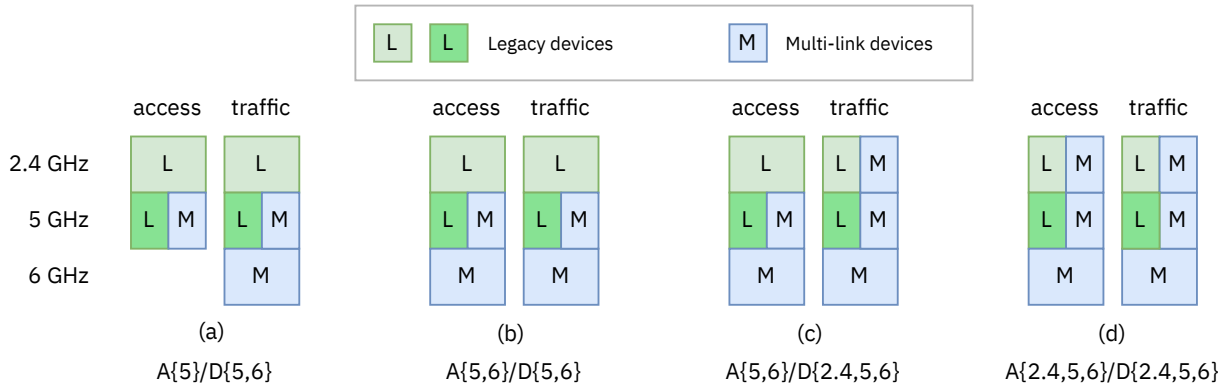 L L Legacy devices M Multi-link devices
access traffic access traffic access traffic access traffic
2.4 GHz L L L L L L M L M L M
5 GHz L M L M L M L M L M L M L M L M
6 GHz M M M M M M M
(a) (b) (c) (d)
A{5}/D{5,6} A{5,6}/D{5,6} A{5,6}/D{2.4,5,6} A{2.4,5,6}/D{2.4,5,6}